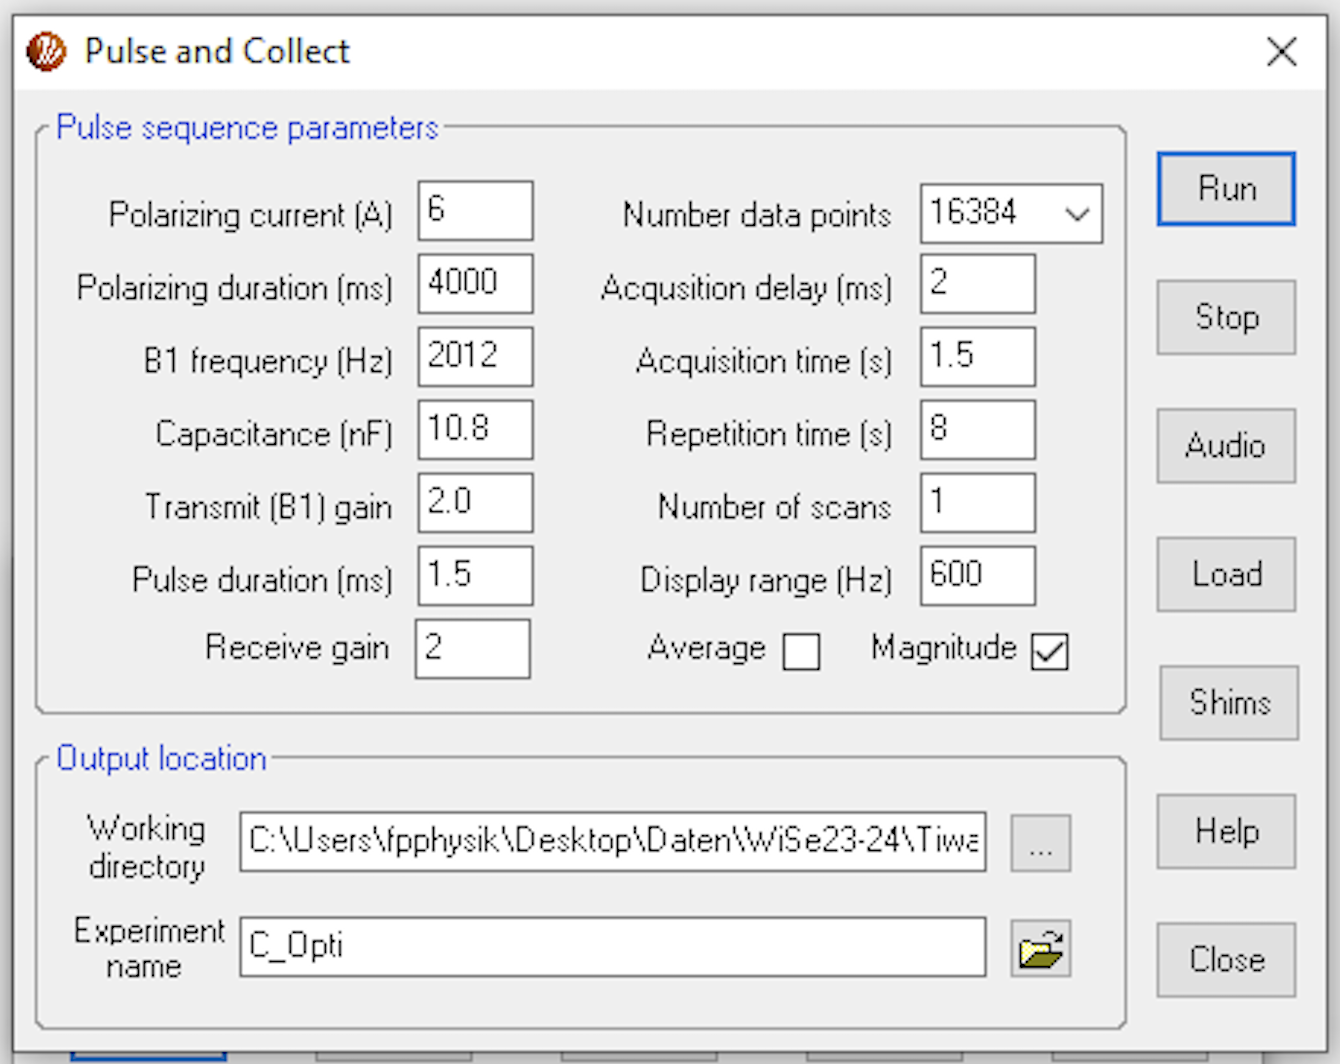 Pulse and Collect
Pulse sequence parameters
Polarizing current (A) 6 Number data points 16384
Polarizing duration (ms) 4000 Acqusition delay (ms) 2
B1 frequency (Hz) 2012 Acquisition time (s) 1.5
Capacitance (nF) 10.8 Repetition time (s) 8
Transmit (B1) gain 2.0 Number of scans 1
Pulse duration (ms) 1.5 Display range (Hz) 600
Receive gain 2 Average Magnitude
Run
Stop
Audio
Load
Shims
Help
Close
Output location
Working
directory
C:\Users\fpphysik\Desktop\Daten\WiSe23-24\Tiwa
...
Experiment
name
C_Opti